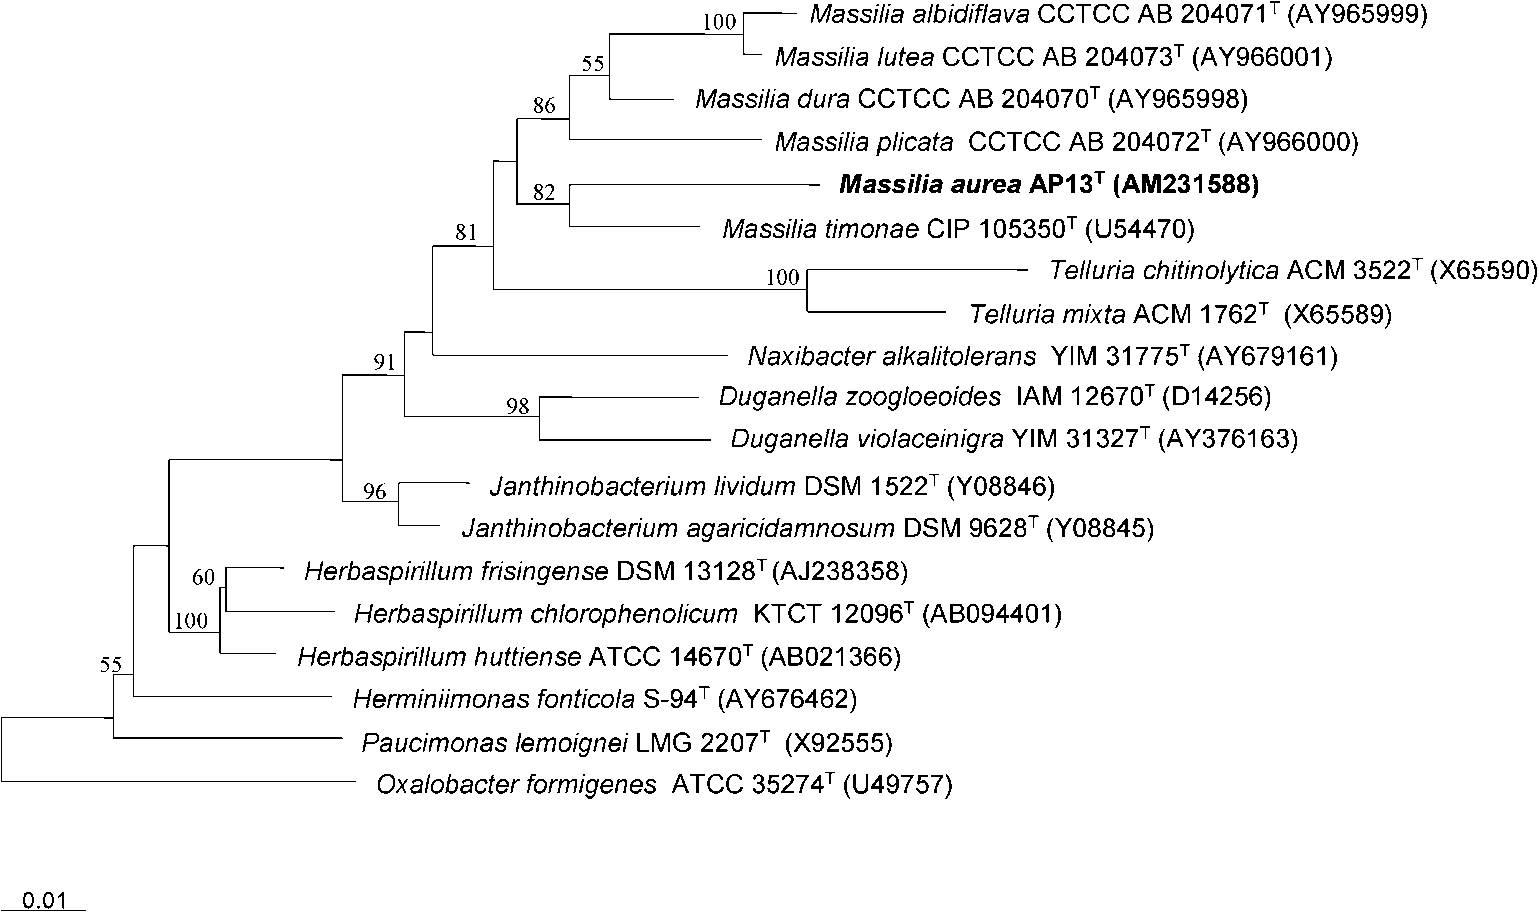 100
Massilia albidiflava CCTCC AB 204071ᵀ (AY965999)
Massilia lutea CCTCC AB 204073ᵀ (AY966001)
55
Massilia dura CCTCC AB 204070ᵀ (AY965998)
86
Massilia plicata CCTCC AB 204072ᵀ (AY966000)
Massilia aurea AP13ᵀ (AM231588)
82
Massilia timonae CIP 105350ᵀ (U54470)
81
Telluria chitinolytica ACM 3522ᵀ (X65590)
100
Telluria mixta ACM 1762ᵀ (X65589)
Naxibacter alkalitolerans YIM 31775ᵀ (AY679161)
91
Duganella zoogloeoides IAM 12670ᵀ (D14256)
98
Duganella violaceinigra YIM 31327ᵀ (AY376163)
Janthinobacterium lividum DSM 1522ᵀ (Y08846)
96
Janthinobacterium agaricidamnosum DSM 9628ᵀ (Y08845)
Herbaspirillum frisingense DSM 13128ᵀ (AJ238358)
60
Herbaspirillum chlorophenolicum KTCT 12096ᵀ (AB094401)
100
Herbaspirillum huttiense ATCC 14670ᵀ (AB021366)
55
Herminiimonas fonticola S-94ᵀ (AY676462)
Paucimonas lemoignei LMG 2207ᵀ (X92555)
Oxalobacter formigenes ATCC 35274ᵀ (U49757)
0.01